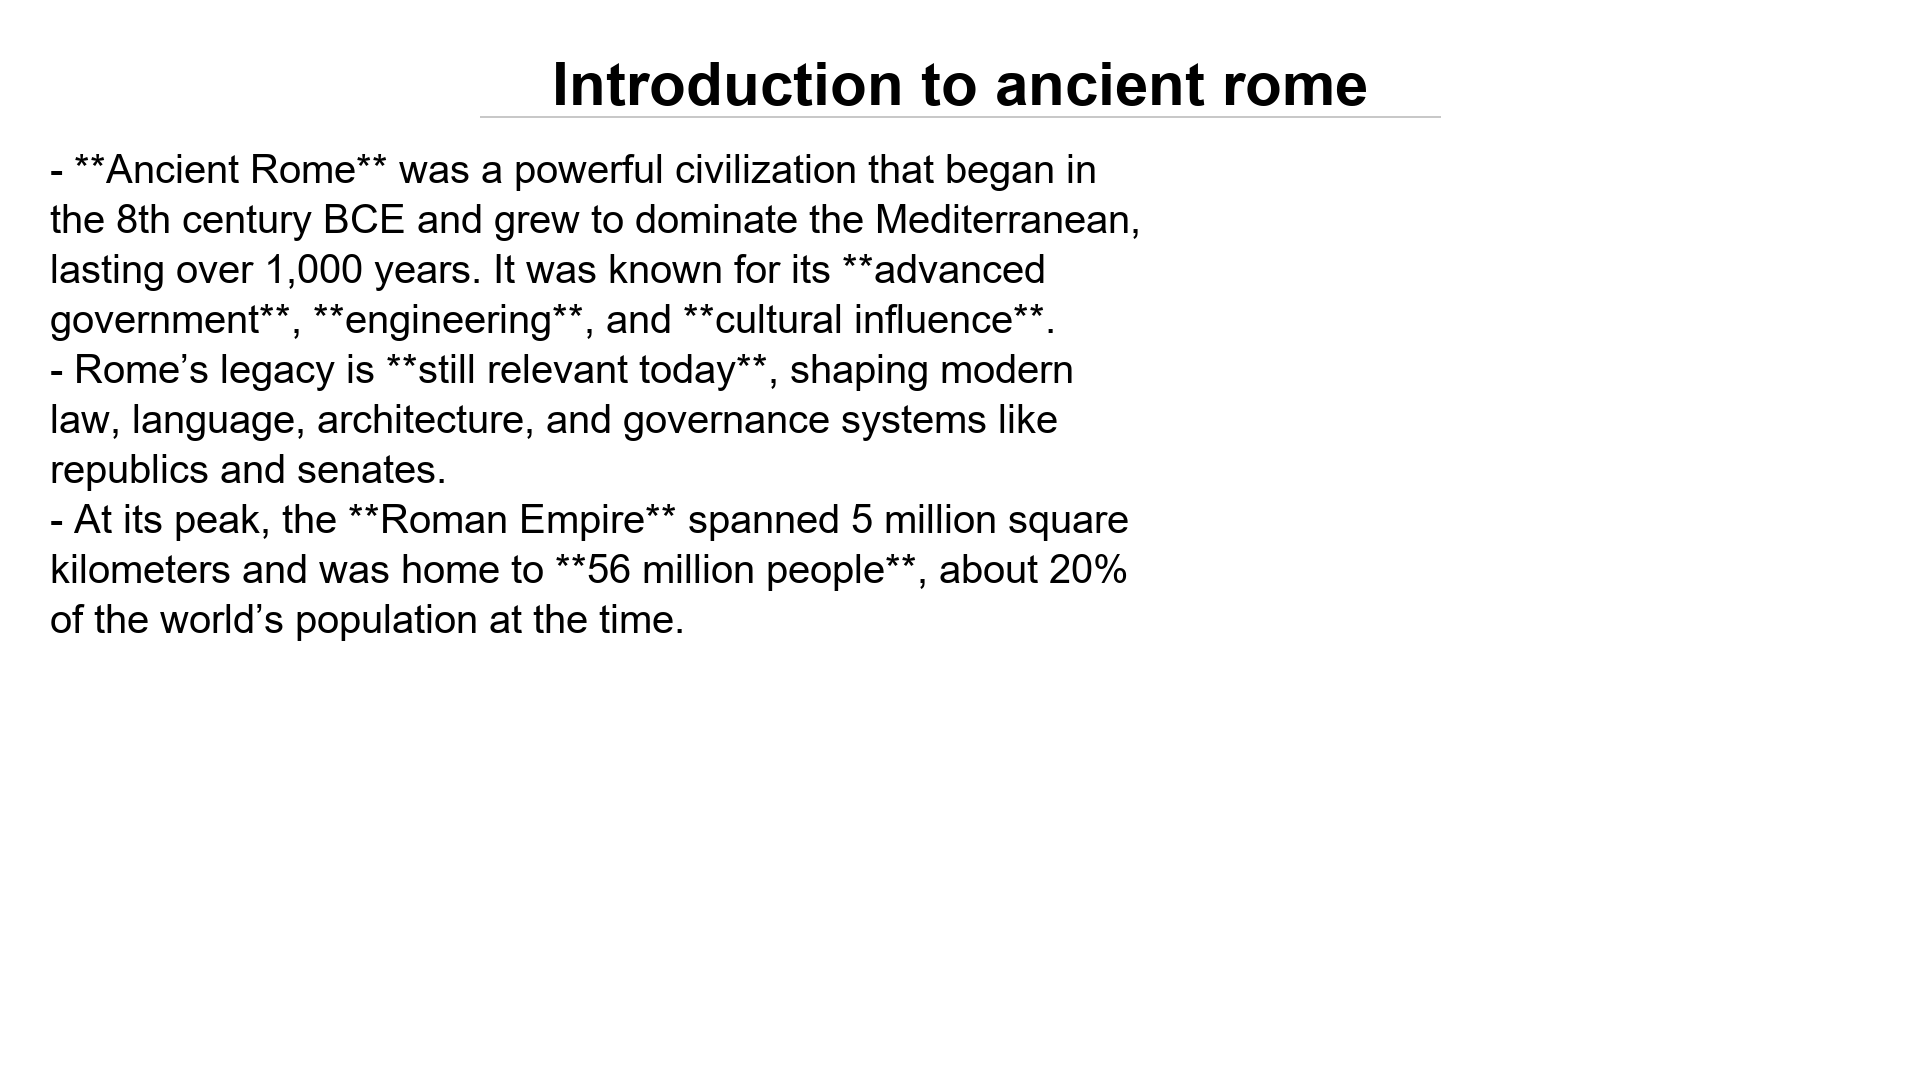 Introduction to ancient rome
- **Ancient Rome** was a powerful civilization that began in
the 8th century BCE and grew to dominate the Mediterranean,
lasting over 1,000 years. It was known for its **advanced
government**, **engineering**, and **cultural influence**.
- Rome’s legacy is **still relevant today**, shaping modern
law, language, architecture, and governance systems like
republics and senates.
- At its peak, the **Roman Empire** spanned 5 million square
kilometers and was home to **56 million people**, about 20%
of the world’s population at the time.